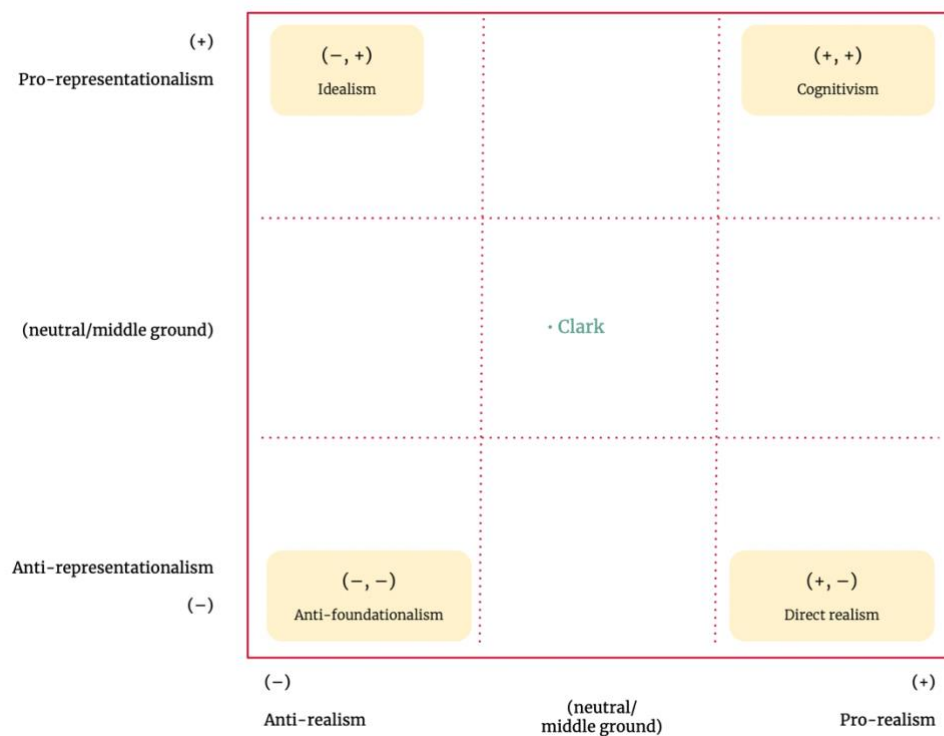 (+)
Pro-representationalism
(−, +)
Idealism
(+, +)
Cognitivism
(neutral/middle ground)
· Clark
Anti-representationalism
(−)
(−, −)
Anti-foundationalism
(+, −)
Direct realism
(−)
Anti-realism
(neutral/
middle ground)
(+)
Pro-realism